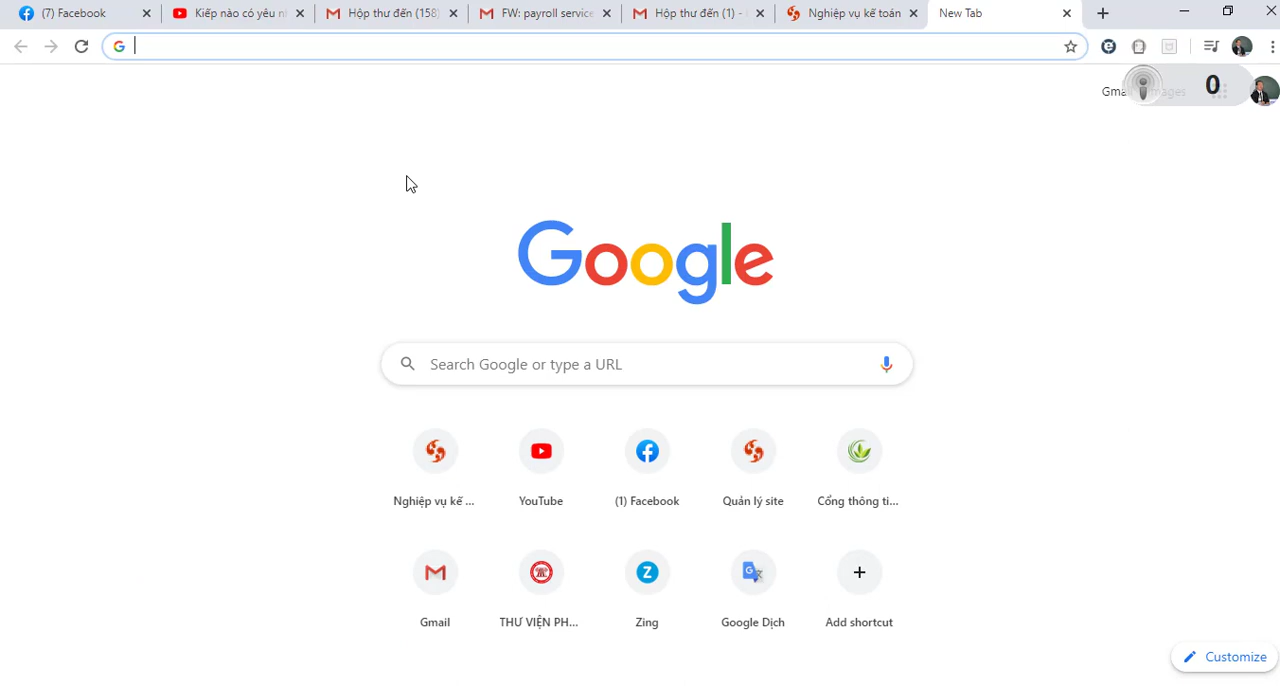 (7) Facebook
Kiếp nào có yêu n
Hộp thư đến (158)
FW: payroll service
Hộp thư đến (1) -
Nghiệp vụ kế toán
New Tab
Gmail Images
0
Google
Search Google or type a URL
Nghiệp vụ kế ...
YouTube
(1) Facebook
Quản lý site
Cổng thông ti...
Gmail
THƯ VIỆN PH...
Zing
Google Dịch
Add shortcut
Customize